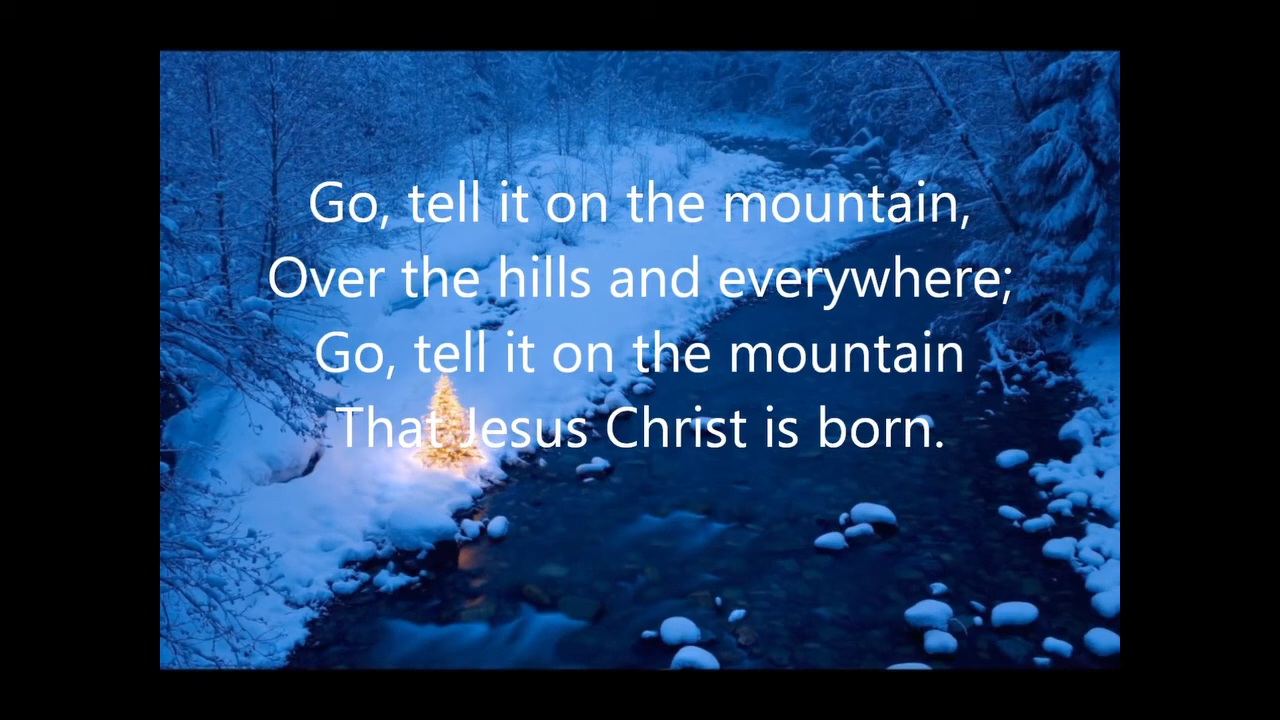 Go, tell it on the mountain,
Over the hills and everywhere;
Go, tell it on the mountain
That Jesus Christ is born.